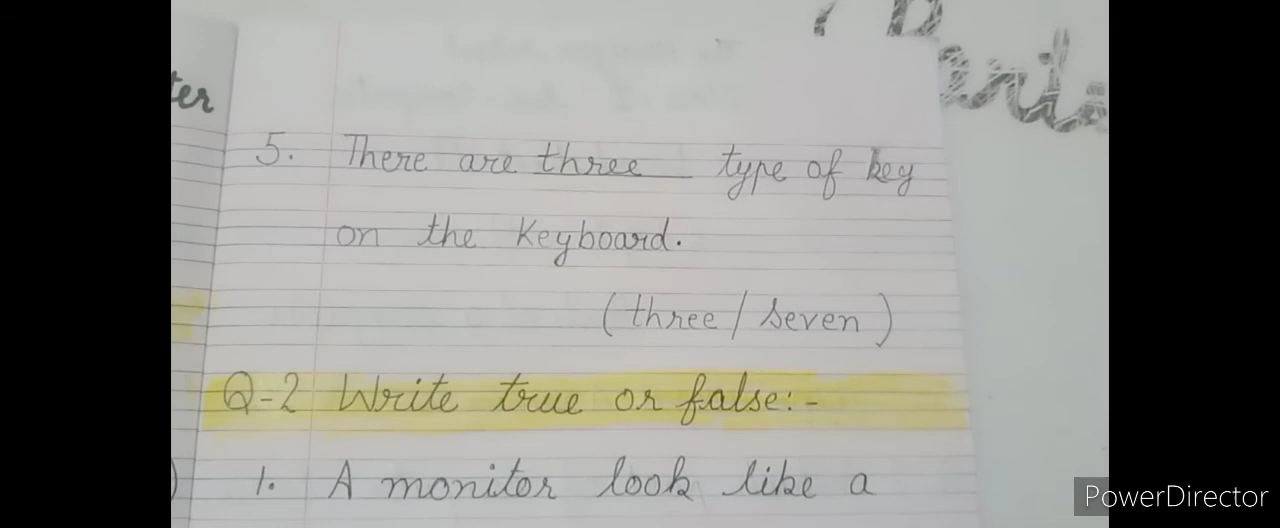 ter
5. There are three type of key
on the Keyboard.
(three / seven)
Q-2 Write true or false:-
1. A monitor look like a
PowerDirector